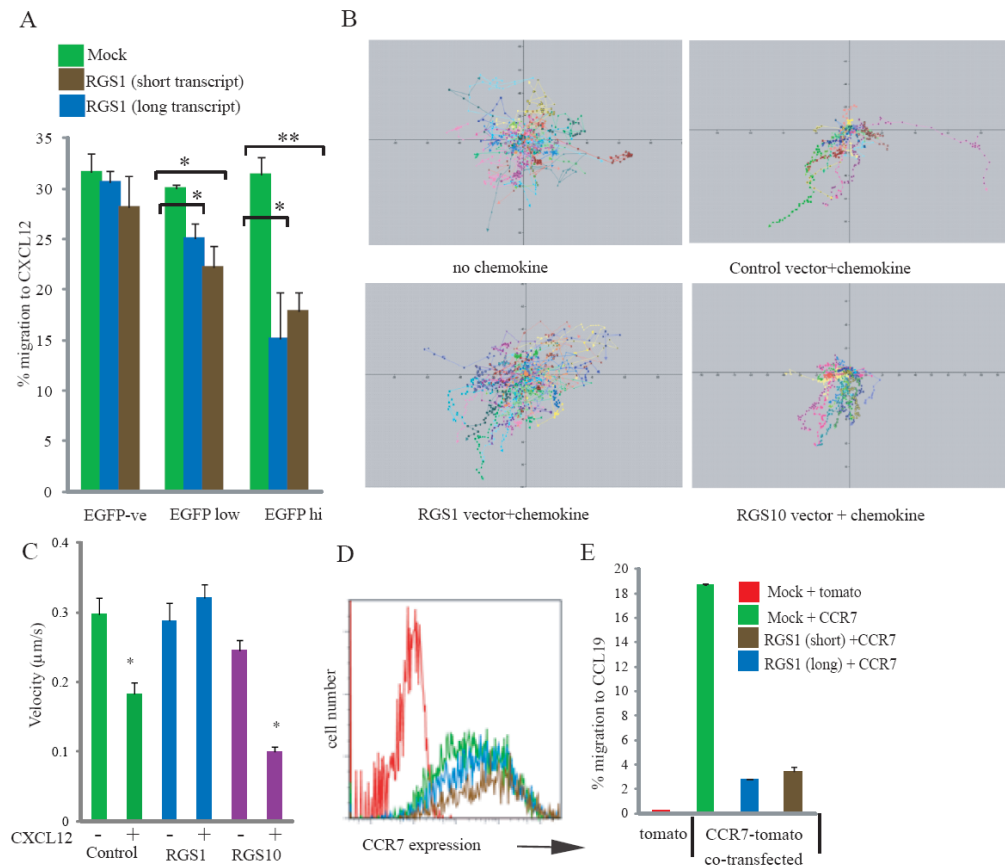 A
Mock
RGS1 (short transcript)
RGS1 (long transcript)
% migration to CXCL12
35
30
25
20
15
10
5
0
*
*
**
*
EGFP-ve
EGFP low
EGFP hi
B
no chemokine
Control vector+chemokine
RGS1 vector+chemokine
RGS10 vector + chemokine
C
Velocity (µm/s)
0.4
0.3
0.2
0.1
0
*
*
CXCL12
- + - + - +
Control
RGS1
RGS10
D
cell number
CCR7 expression
E
% migration to CCL19
20
18
16
14
12
10
8
6
4
2
0
Mock + tomato
Mock + CCR7
RGS1 (short) +CCR7
RGS1 (long) + CCR7
tomato
CCR7-tomato
co-transfected